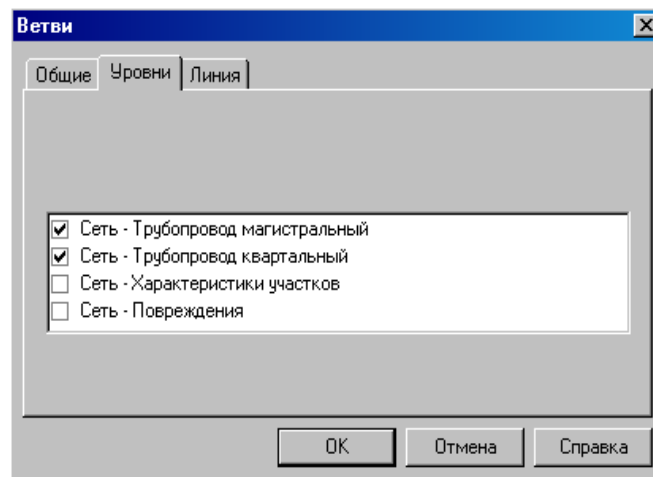 Ветви
Общие Уровни Линия
Сеть - Трубопровод магистральный
Сеть - Трубопровод квартальный
Сеть - Характеристики участков
Сеть - Повреждения
OK Отмена Справка